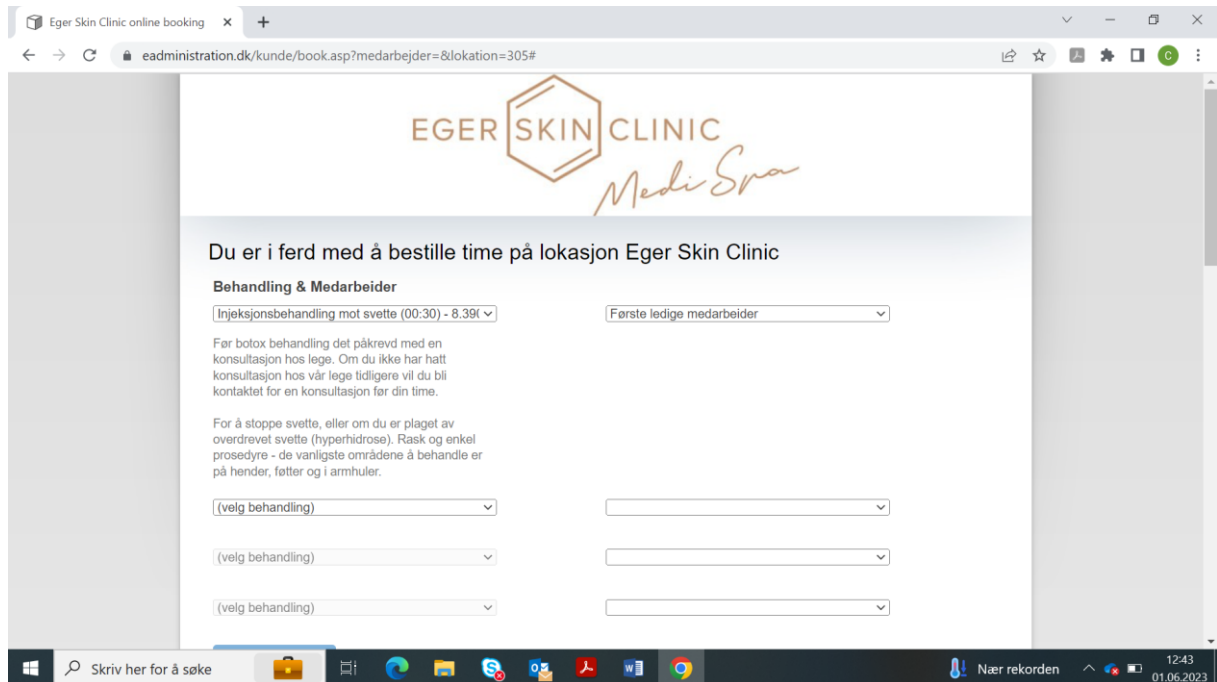 Eger Skin Clinic online booking
eadministration.dk/kunde/book.asp?medarbejder=&lokation=305#
C
EGER SKIN CLINIC
Medi Spa
Du er i ferd med å bestille time på lokasjon Eger Skin Clinic
Behandling & Medarbeider
Injeksjonsbehandling mot svette (00:30) - 8.390 Første ledige medarbeider
Før botox behandling det påkrevd med en
konsultasjon hos lege. Om du ikke har hatt
konsultasjon hos vår lege tidligere vil du bli
kontaktet for en konsultasjon før din time.
For å stoppe svette, eller om du er plaget av
overdrevet svette (hyperhidrose). Rask og enkel
prosedyre - de vanligste områdene å behandle er
på hender, føtter og i armhuler.
(velg behandling)
(velg behandling)
(velg behandling)
Skriv her for å søke
Nær rekorden
12:43
01.06.2023